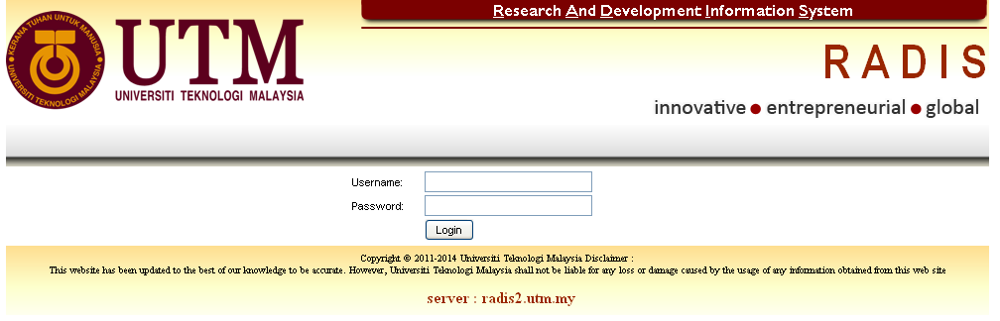 Research And Development Information System
KERANA TUHAN UNTUK MANUSIA
UNIVERSITI TEKNOLOGI MALAYSIA
UTM
UNIVERSITI TEKNOLOGI MALAYSIA
RADIS
innovative ● entrepreneurial ● global
Username:
Password:
Login
Copyright © 2011-2014 Universiti Teknologi Malaysia Disclaimer :
This website has been updated to the best of our knowledge to be accurate. However, Universiti Teknologi Malaysia shall not be liable for any loss or damage caused by the usage of any information obtained from this web site
server : radis2.utm.my